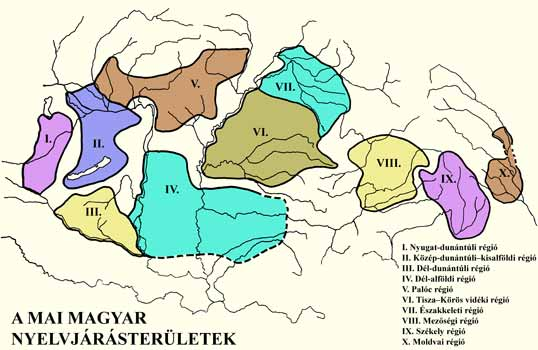 V.
VII.
I.
II.
VI.
VIII.
IX.
X.
IV.
III.
I. Nyugat-dunántúli régió
II. Közép-dunántúli–kisalföldi régió
III. Dél-dunántúli régió
IV. Dél-alföldi régió
V. Palóc régió
VI. Tisza–Körös vidéki régió
VII. Északkeleti régió
VIII. Mezőségi régió
IX. Székely régió
X. Moldvai régió
A MAI MAGYAR
NYELVJÁRÁSTERÜLETEK